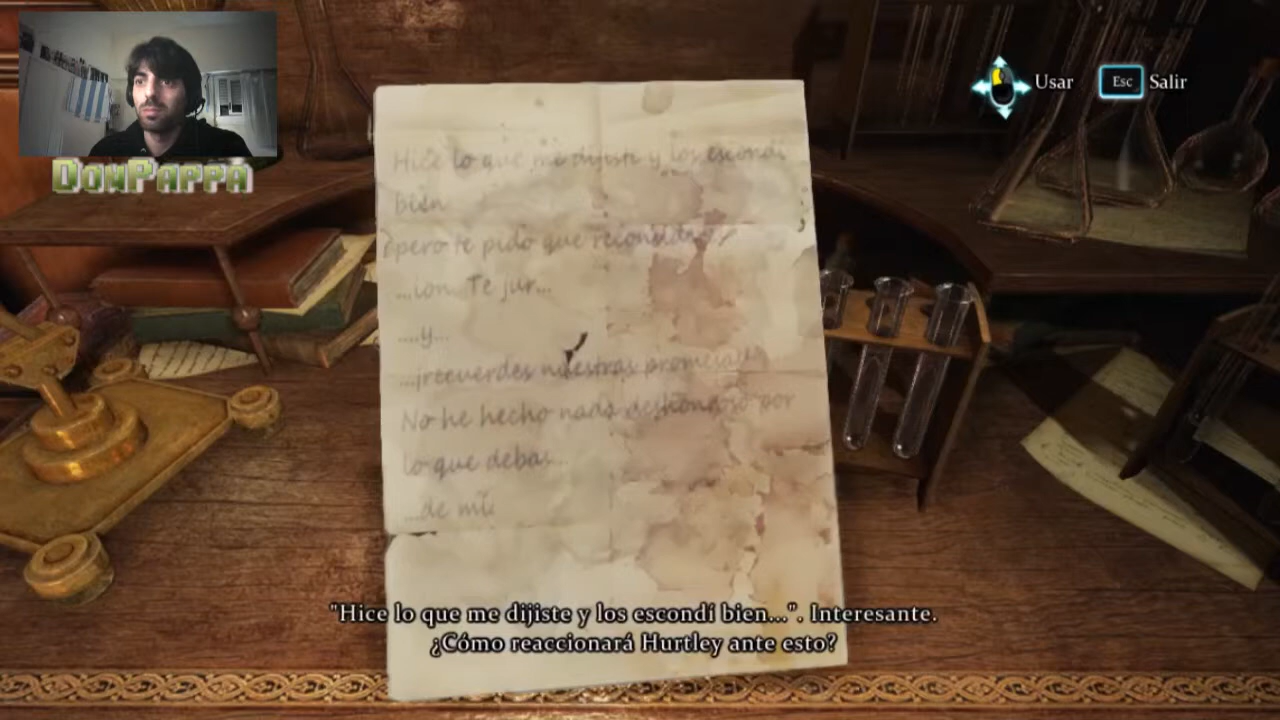 DonPappa
Usar
Esc
Salir
Hice lo que me dijiste y los escondí
bien
pero te pido que
...ion. Te jur...
....y...
...¡recuerdes nuestras promesas
No he hecho nada deshonroso por
lo que debas...
...de mi
"Hice lo que me dijiste y los escondí bien...". Interesante.
¿Cómo reaccionará Hurtley ante esto?